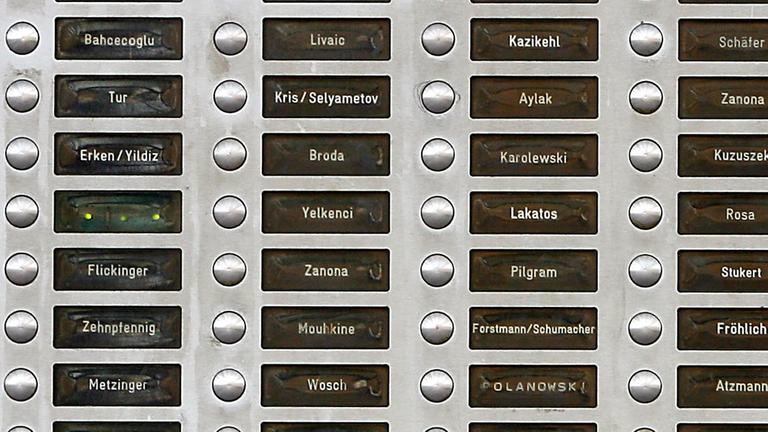 Bahcecoglu
Livaic
Kazikehl
Schäfer
Tur
Kris/Selyametov
Aylak
Zanona
Erken/Yildiz
Broda
Karolewski
Kuzuszek
Yelkenci
Lakatos
Rosa
Flickinger
Zanona
Pilgram
Stukert
Zehnpfennig
Mouhkine
Forstmann/Schumacher
Fröhlich
Metzinger
Wosch
POLANOWSKI
Atzmann